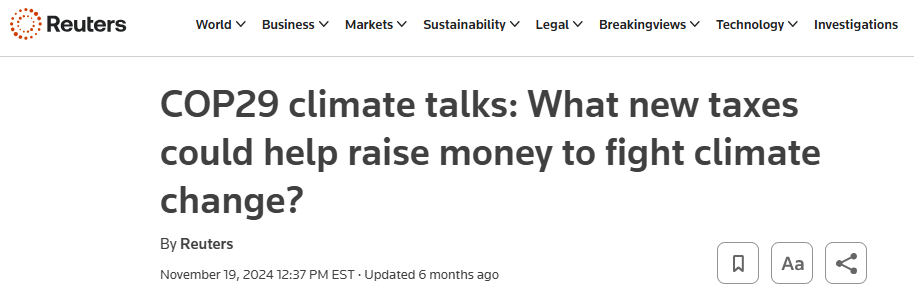 Reuters
World Business Markets Sustainability Legal Breakingviews Technology Investigations
COP29 climate talks: What new taxes
could help raise money to fight climate
change?
By Reuters
November 19, 2024 12:37 PM EST · Updated 6 months ago
Aa